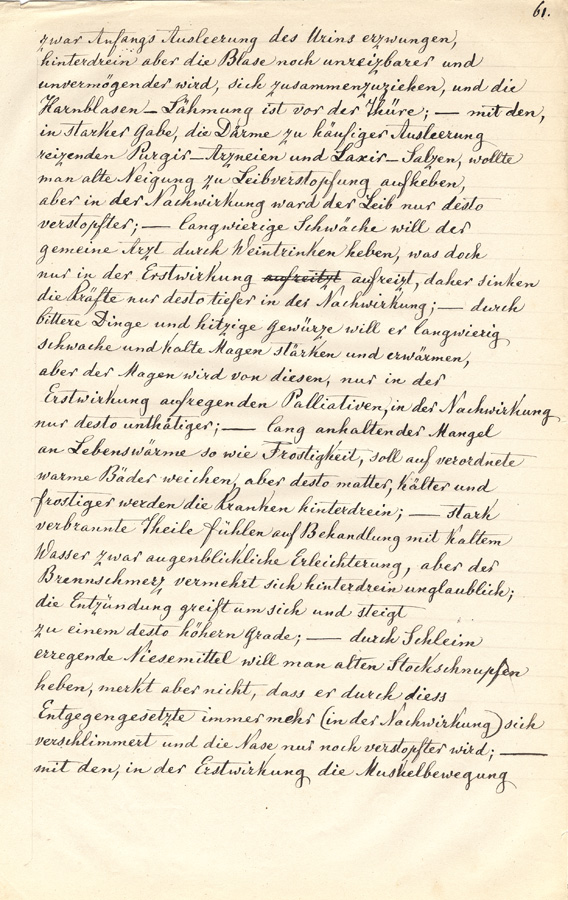 61.
zwar Anfangs Ausleerung des Urins erzwungen,
hinterdrein aber die Blase noch unreizbarer und
unvermögender wird, sich zusammenzuziehen, und die
Harnblasen-Lähmung ist vor der Thüre; — mit den,
in starker Gabe, die Därme zu häufiger Ausleerung
reizenden Purgir-Arzneien und Laxir-Salzen, wollte
man alte Neigung zu Leibverstopfung aufheben,
aber in der Nachwirkung ward der Leib nur desto
verstopfter; — langwierige Schwäche will der
gemeine Arzt durch Weintrinken heben, was doch
nur in der Erstwirkung aufreitzt aufreizt, daher sinken
die Kräfte nur desto tiefer in der Nachwirkung; — durch
bittere Dinge und hitzige Gewürze will er langwierig
schwache und kalte Magen stärken und erwärmen,
aber der Magen wird von diesen, nur in der
Erstwirkung aufregenden Palliativen, in der Nachwirkung
nur desto unthätiger; — lang anhaltender Mangel
an Lebenswärme so wie Frostigkeit, soll auf verordnete
warme Bäder weichen, aber desto matter, kälter und
frostiger werden die Kranken hinterdrein; — stark
verbrannte Theile fühlen auf Behandlung mit kaltem
Wasser zwar augenblickliche Erleichterung, aber der
Brennschmerz vermehrt sich hinterdrein unglaublich;
die Entzündung greift um sich und steigt
zu einem desto höhern Grade; — durch Schleim
erregende Niesemittel will man alten Stockschnupfen
heben, merkt aber nicht, dass er durch diess
Entgegengesetzte immer mehr (in der Nachwirkung) sich
verschlimmert und die Nase nur noch verstopfter wird; —
mit den, in der Erstwirkung die Muskelbewegung